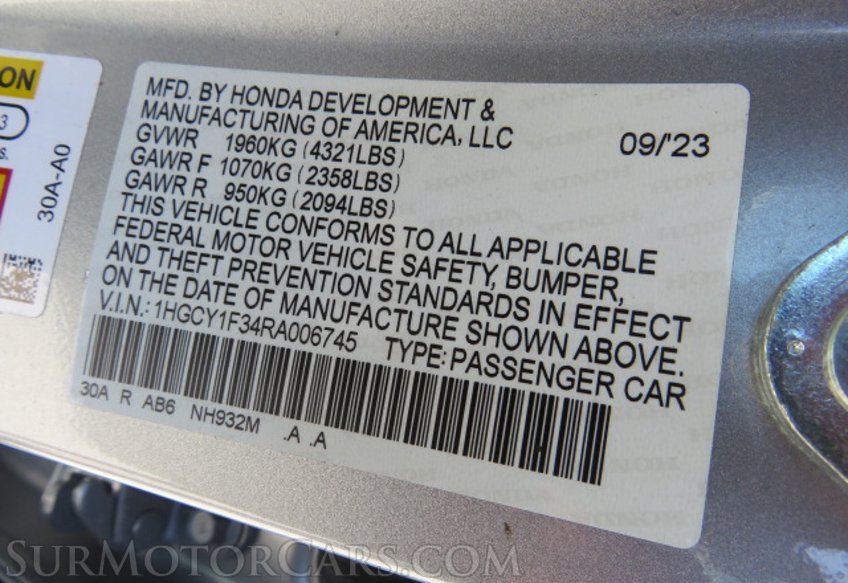 ON
3
s.
30A-A0
MFD. BY HONDA DEVELOPMENT &
MANUFACTURING OF AMERICA, LLC 09/'23
GVWR 1960KG (4321LBS)
GAWR F 1070KG (2358LBS)
GAWR R 950KG (2094LBS)
THIS VEHICLE CONFORMS TO ALL APPLICABLE
FEDERAL MOTOR VEHICLE SAFETY, BUMPER,
AND THEFT PREVENTION STANDARDS IN EFFECT
ON THE DATE OF MANUFACTURE SHOWN ABOVE.
V.I.N.: 1HGCY1F34RA006745 TYPE: PASSENGER CAR
30A R AB6 NH932M .A .A
SURMOTORCARS.COM